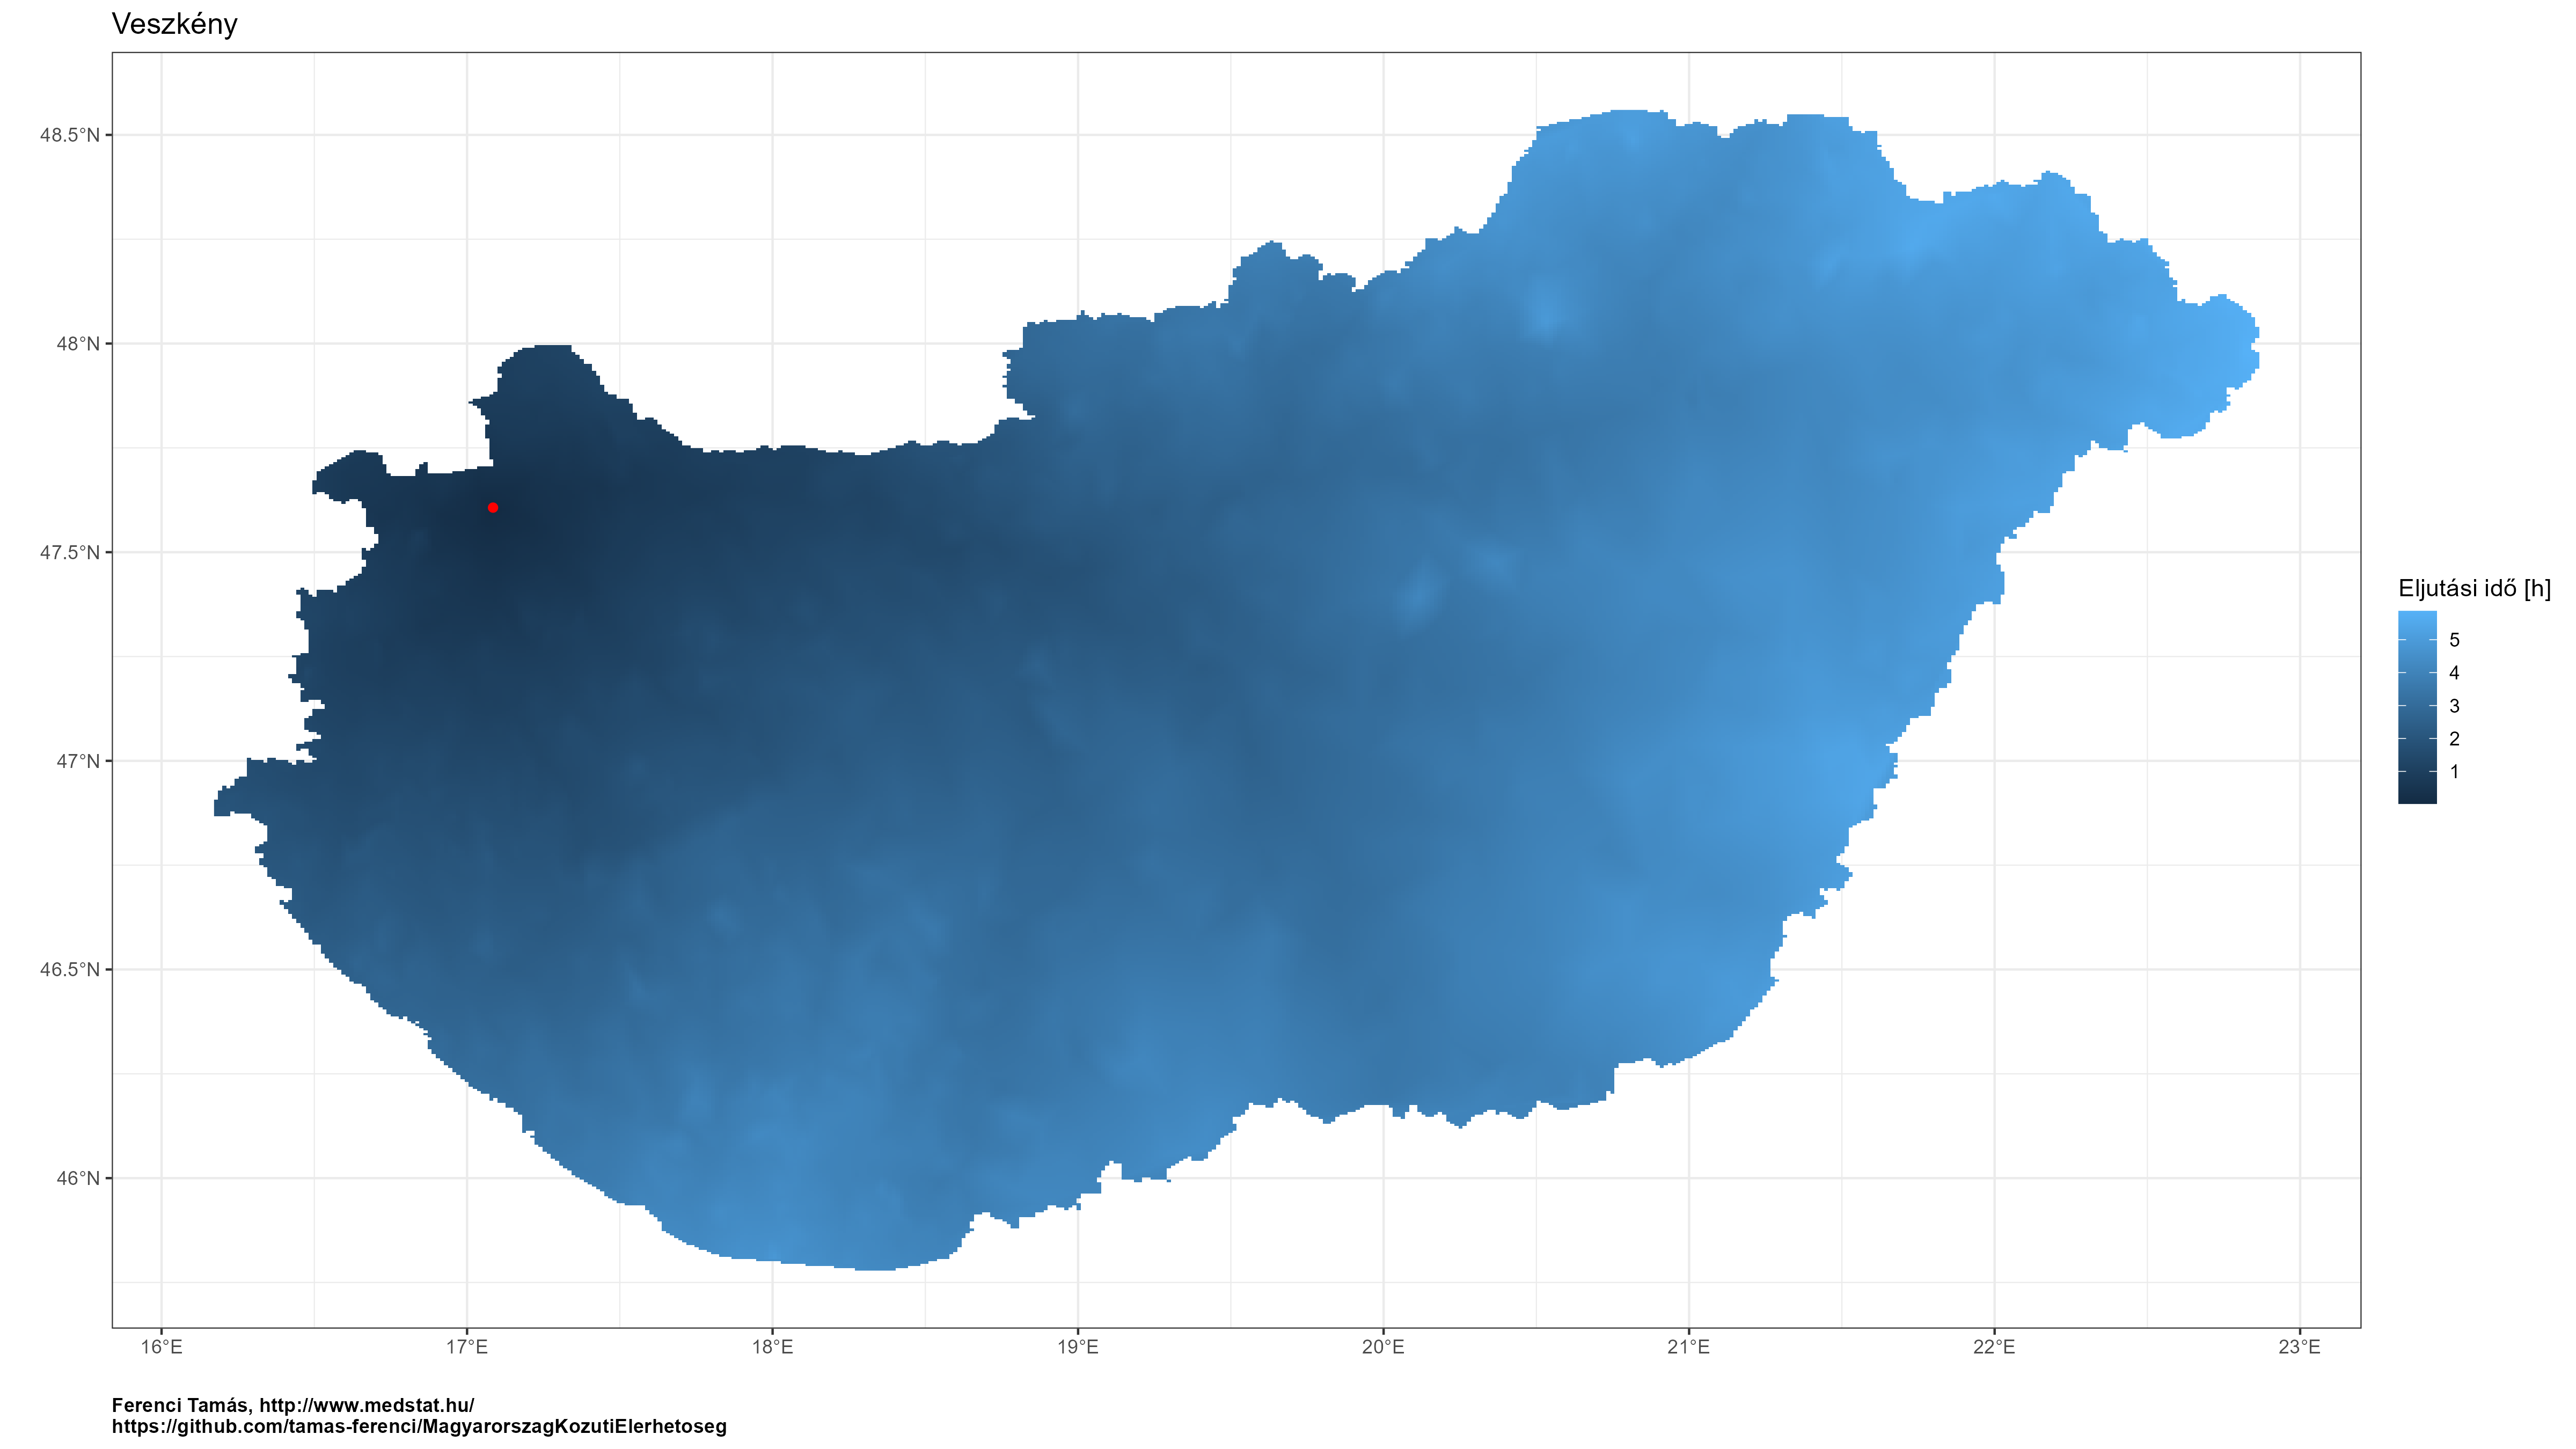 Veszkény
48.5°N
48°N
47.5°N
47°N
46.5°N
46°N
16°E
17°E
18°E
19°E
20°E
21°E
22°E
23°E
Eljutási idő [h]
5
4
3
2
1
Ferenci Tamás, http://www.medstat.hu/
https://github.com/tamas-ferenci/MagyarorszagKozutiElerhetoseg